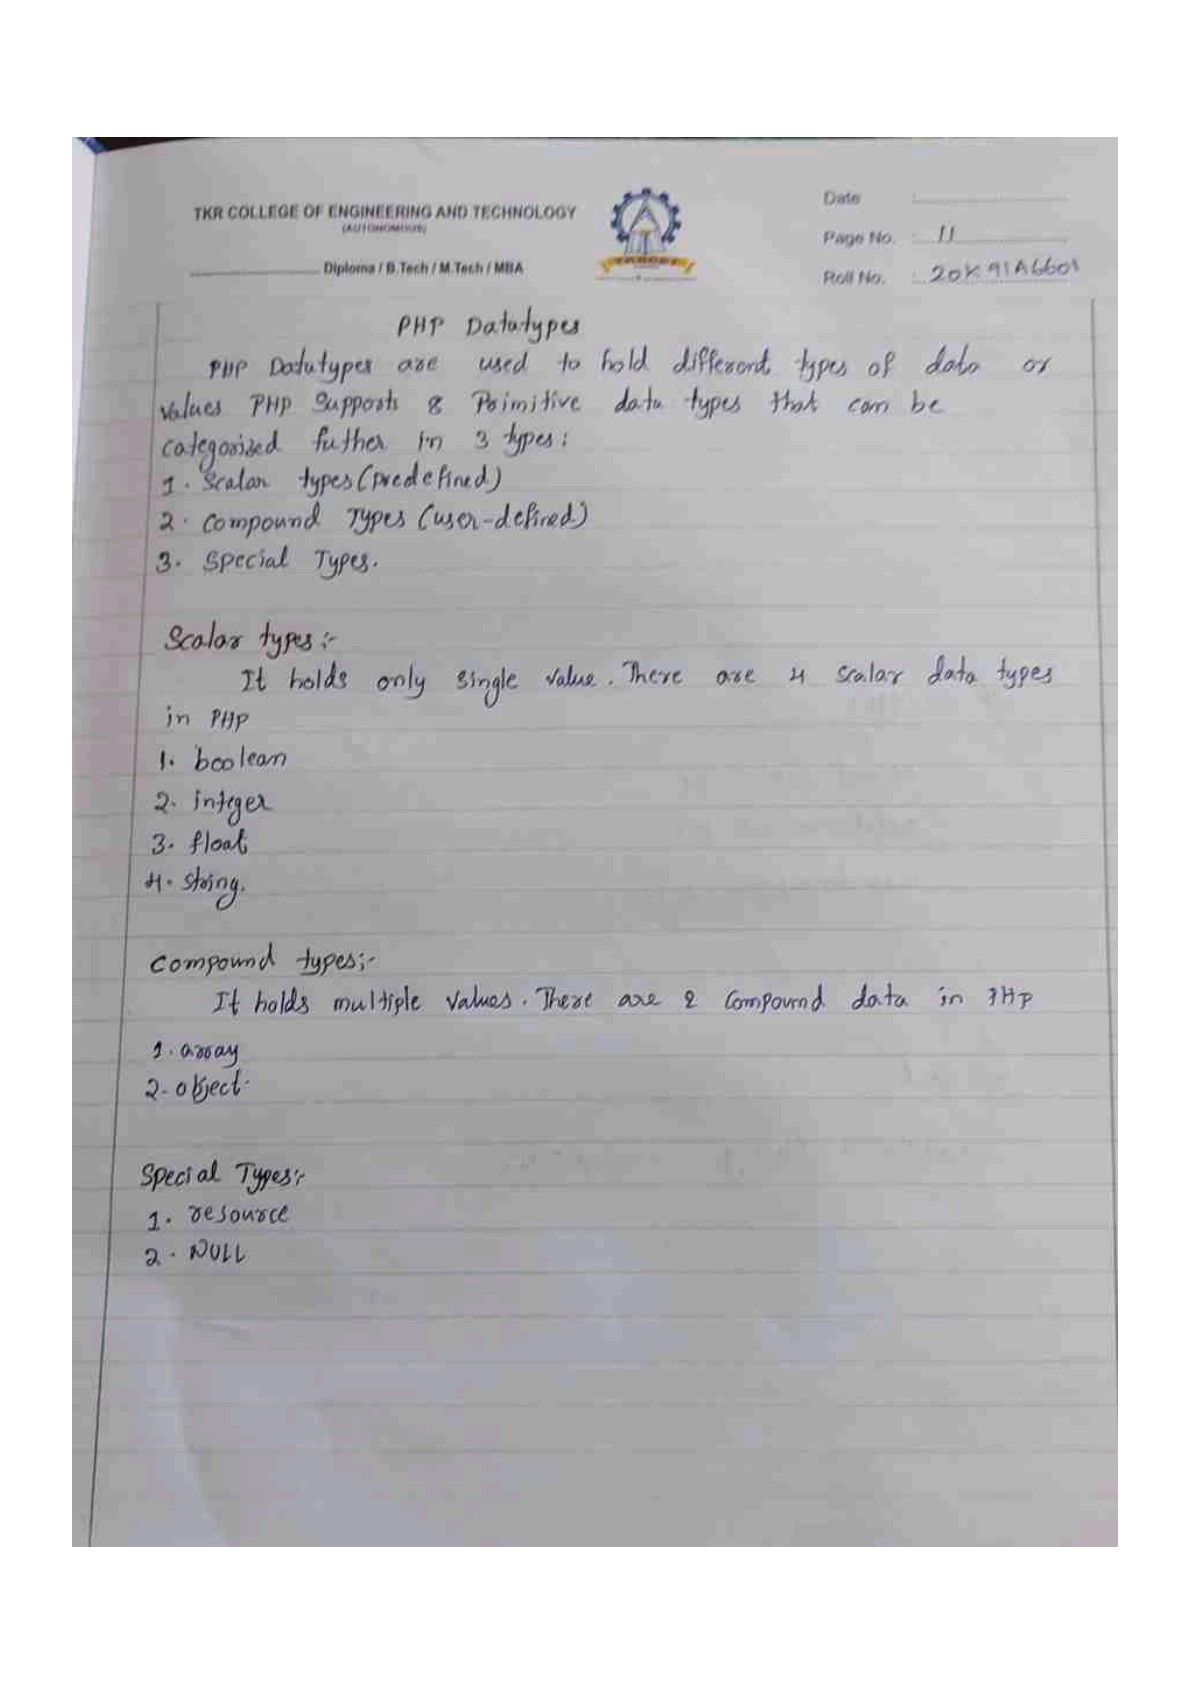 TKR COLLEGE OF ENGINEERING AND TECHNOLOGY
(AUTONOMOUS)
Diploma / B.Tech / M.Tech / MBA
Date :
Page No. : 11
Roll No. : 20K91A6601
PHP Datatypes
PHP Datatypes are used to hold different types of data or
values PHP Supports 8 Primitive data types that can be
categorized futher in 3 types:
1. Scalar types (predefined)
2. Compound Types (user-defined)
3. Special Types.
Scalar types:-
It holds only single value. There are 4 scalar data types
in PHP
1. boolean
2. integer
3. float
4. string.
Compound types:-
It holds multiple values. There are 2 compound data in PHP
1. array
2. object.
Special Types:-
1. resource
2. NULL